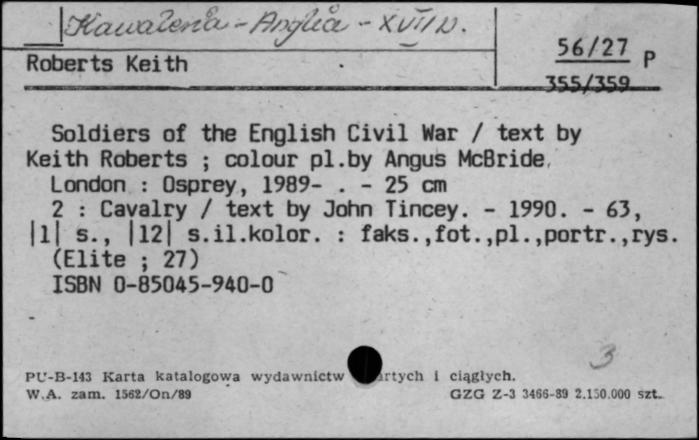 Kawaleria - Anglia - XVII w.
56/27 P
Roberts Keith
355/359
Soldiers of the English Civil War / text by
Keith Roberts ; colour pl.by Angus McBride.
London : Osprey, 1989- . - 25 cm
2 : Cavalry / text by John Tincey. - 1990. - 63,
|1| s., |12| s.il.kolor. : faks.,fot.,pl.,portr.,rys.
(Elite ; 27)
ISBN 0-85045-940-0
3
PU-B-143 Karta katalogowa wydawnictw artych i ciągłych.
W.A. zam. 1562/On/89 GZG Z-3 3466-89 2.150.000 szt.